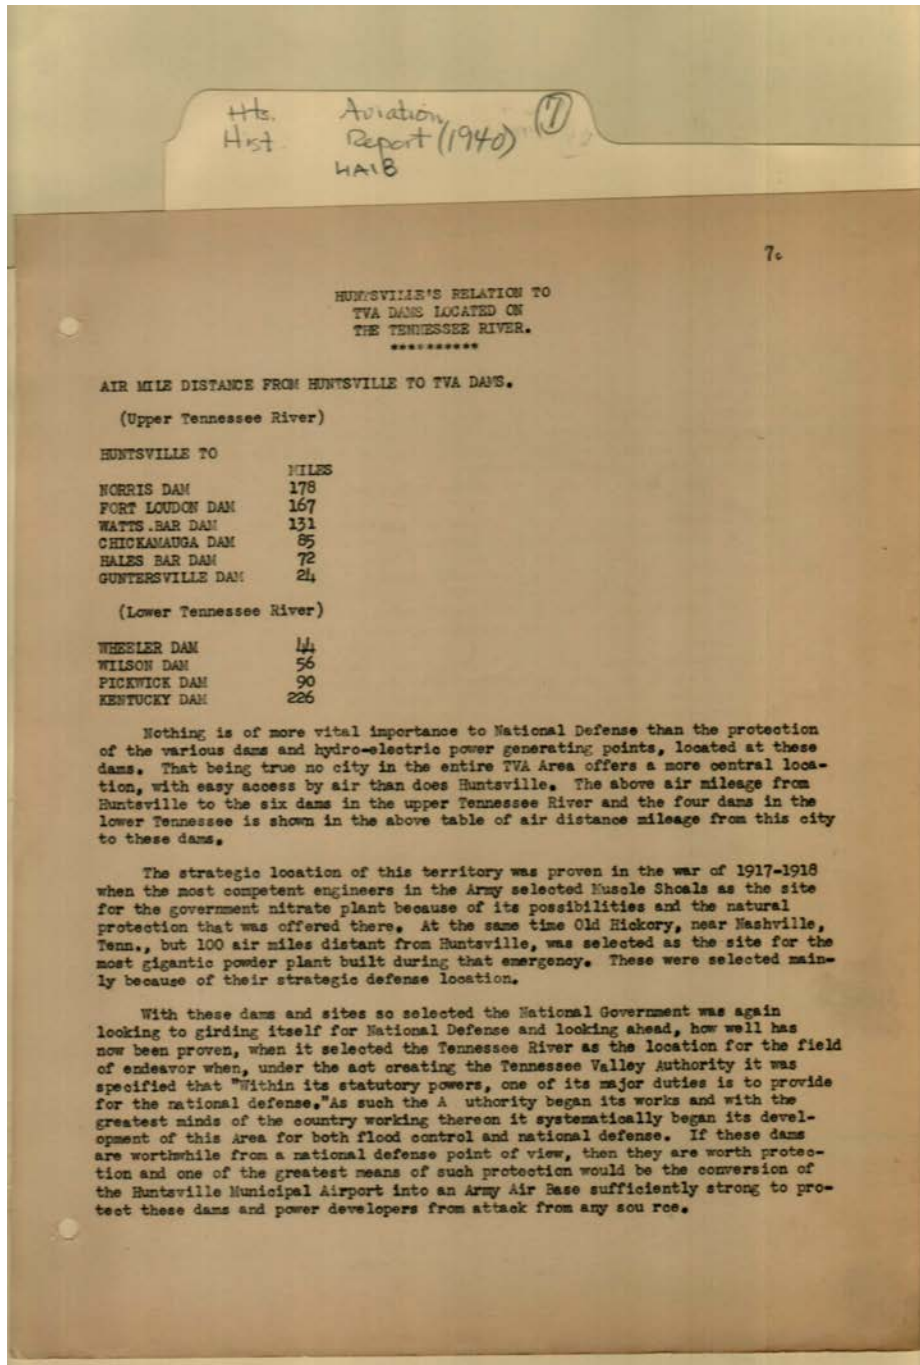 Hts. Aviation 7
Hist Report (1940)
HAIB
7.
HUNTSVILLE'S RELATION TO
TVA DAMS LOCATED ON
THE TENNESSEE RIVER.
**********
AIR MILE DISTANCE FROM HUNTSVILLE TO TVA DAMS.
(Upper Tennessee River)
HUNTSVILLE TO
MILES
NORRIS DAM 178
FORT LOUDON DAM 167
WATTS.BAR DAM 131
CHICKAMAUGA DAM 85
HALES BAR DAM 72
GUNTERSVILLE DAM 24
(Lower Tennessee River)
WHEELER DAM 44
WILSON DAM 56
PICKWICK DAM 90
KENTUCKY DAM 226
Nothing is of more vital importance to National Defense than the protection
of the various dams and hydro-electric power generating points, located at these
dams. That being true no city in the entire TVA Area offers a more central loca-
tion, with easy access by air than does Huntsville. The above air mileage from
Huntsville to the six dams in the upper Tennessee River and the four dams in the
lower Tennessee is shown in the above table of air distance mileage from this city
to these dams.
The strategic location of this territory was proven in the war of 1917-1918
when the most competent engineers in the Army selected Muscle Shoals as the site
for the government nitrate plant because of its possibilities and the natural
protection that was offered there. At the same time Old Hickory, near Nashville,
Tenn., but 100 air miles distant from Huntsville, was selected as the site for the
most gigantic powder plant built during that emergency. These were selected main-
ly because of their strategic defense location.
With these dams and sites so selected the National Government was again
looking to girding itself for National Defense and looking ahead, how well has
now been proven, when it selected the Tennessee River as the location for the field
of endeavor when, under the act creating the Tennessee Valley Authority it was
specified that "Within its statutory powers, one of its major duties is to provide
for the national defense."As such the A uthority began its works and with the
greatest minds of the country working thereon it systematically began its devel-
opment of this Area for both flood control and national defense. If these dams
are worthwhile from a national defense point of view, then they are worth protec-
tion and one of the greatest means of such protection would be the conversion of
the Huntsville Municipal Airport into an Army Air Base sufficiently strong to pro-
tect these dams and power developers from attack from any sou rce.